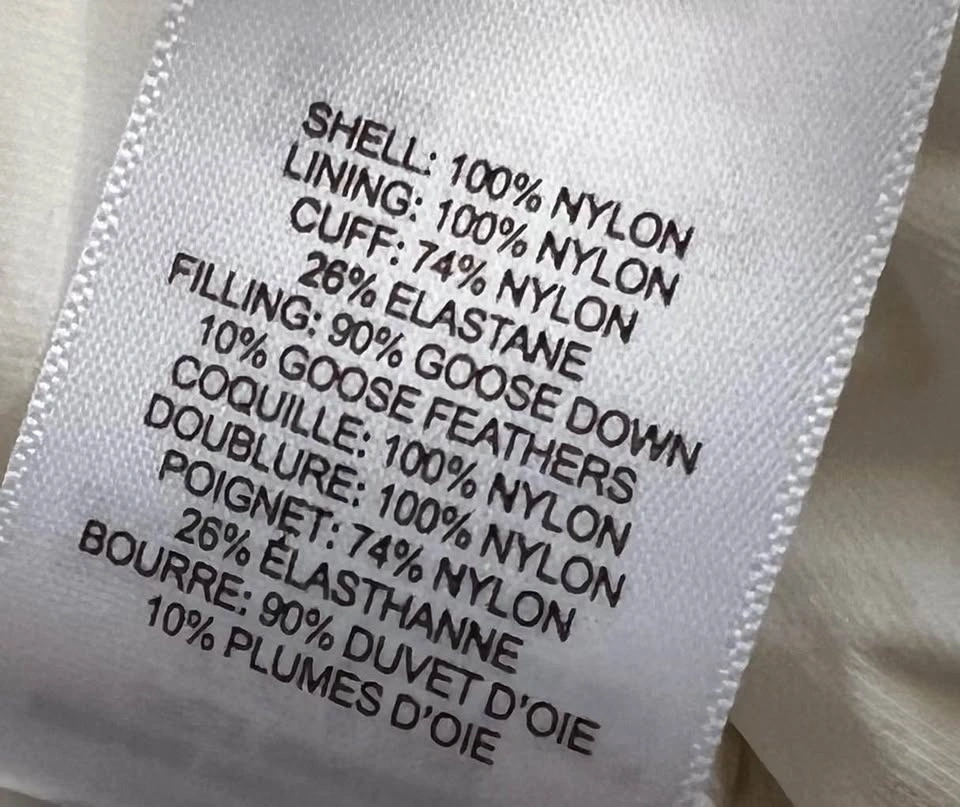 SHELL: 100% NYLON
LINING: 100% NYLON
CUFF: 74% NYLON
26% ELASTANE
FILLING: 90% GOOSE DOWN
10% GOOSE FEATHERS
COQUILLE: 100% NYLON
DOUBLURE: 100% NYLON
POIGNET: 74% NYLON
26% ÉLASTHANNE
BOURRE: 90% DUVET D'OIE
10% PLUMES D'OIE